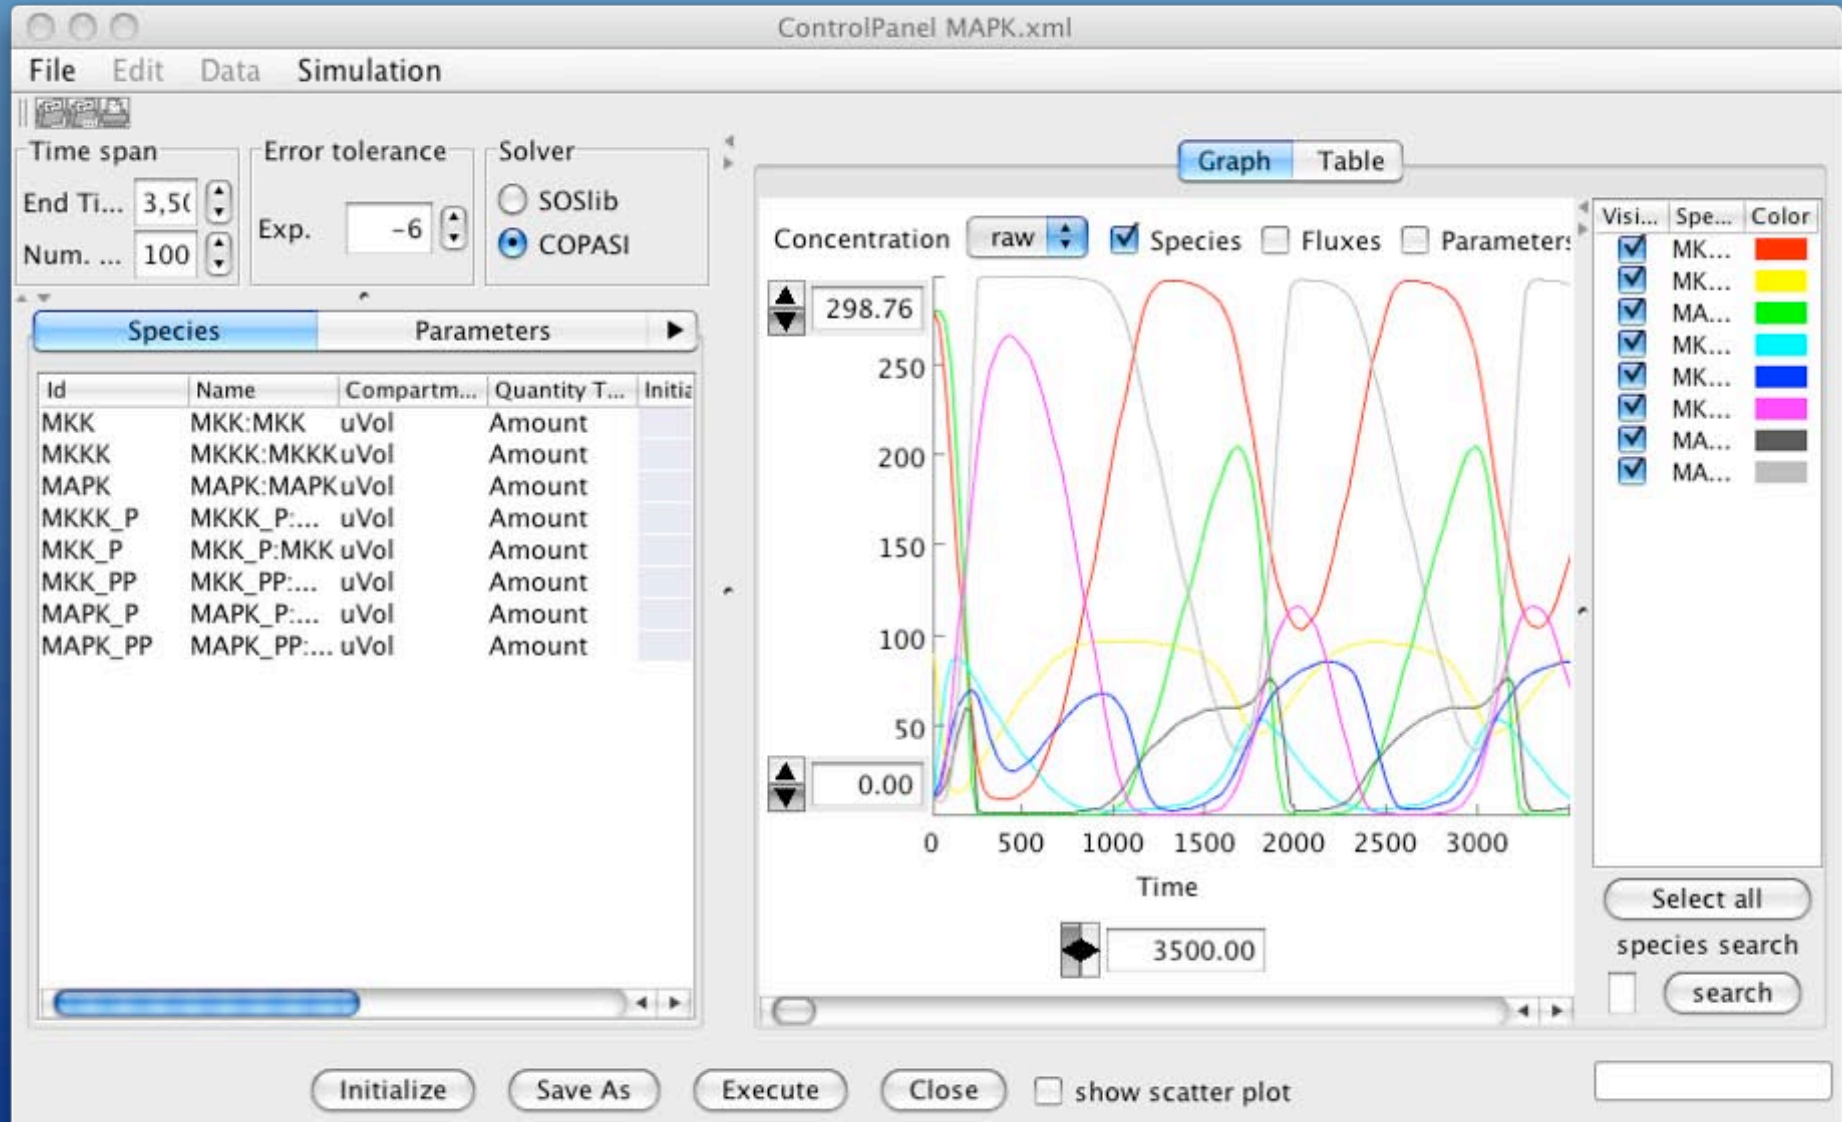 ControlPanel MAPK.xml
File Edit Data Simulation
Time span Error tolerance Solver
End Ti... 3,50
Num. ... 100
Exp. -6
SOSlib
COPASI
Species Parameters
Id Name Compartm... Quantity T... Initia
MKK MKK:MKK uVol Amount
MKKK MKKK:MKKK uVol Amount
MAPK MAPK:MAPK uVol Amount
MKKK_P MKKK_P:... uVol Amount
MKK_P MKK_P:MKK uVol Amount
MKK_PP MKK_PP:... uVol Amount
MAPK_P MAPK_P:... uVol Amount
MAPK_PP MAPK_PP:... uVol Amount
Graph Table
Concentration raw Species Fluxes Parameters
298.76
250
200
150
100
50
0.00
0 500 1000 1500 2000 2500 3000
Time
3500.00
Visi... Spe... Color
MK...
MK...
MA...
MK...
MK...
MK...
MA...
MA...
Select all
species search
search
Initialize Save As Execute Close show scatter plot